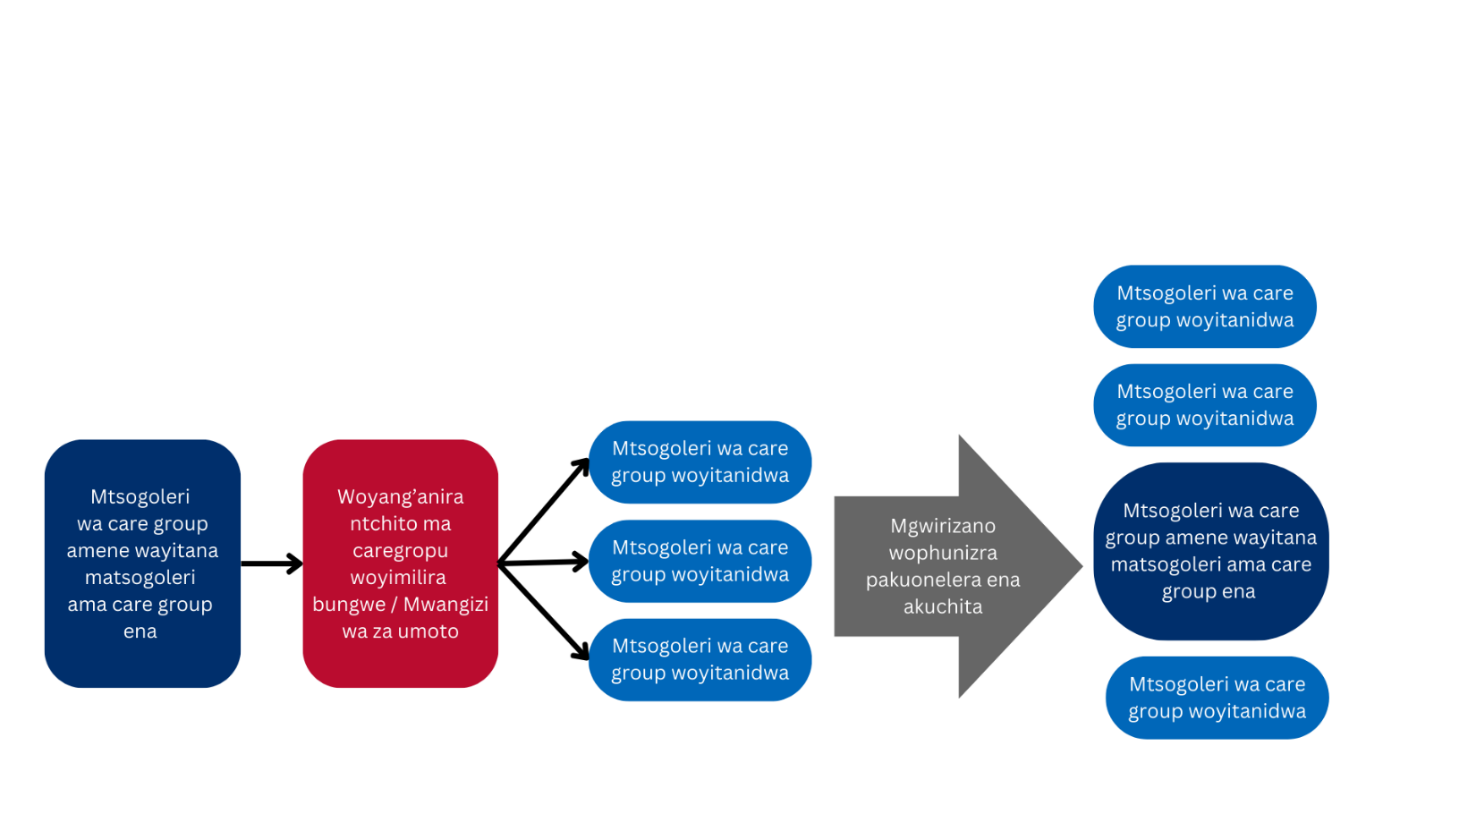 Mtsogoleri
wa care group
amene wayitana
matsogoleri
ama care group
ena
Woyang’anira
ntchito ma
caregropu
woyimilira
bungwe / Mwangizi
wa za umoto
Mtsogoleri wa care
group woyitanidwa
Mtsogoleri wa care
group woyitanidwa
Mtsogoleri wa care
group woyitanidwa
Mgwirizano
wophunizra
pakuonelera ena
akuchita
Mtsogoleri wa care
group woyitanidwa
Mtsogoleri wa care
group woyitanidwa
Mtsogoleri wa care
group amene wayitana
matsogoleri ama care
group ena
Mtsogoleri wa care
group woyitanidwa